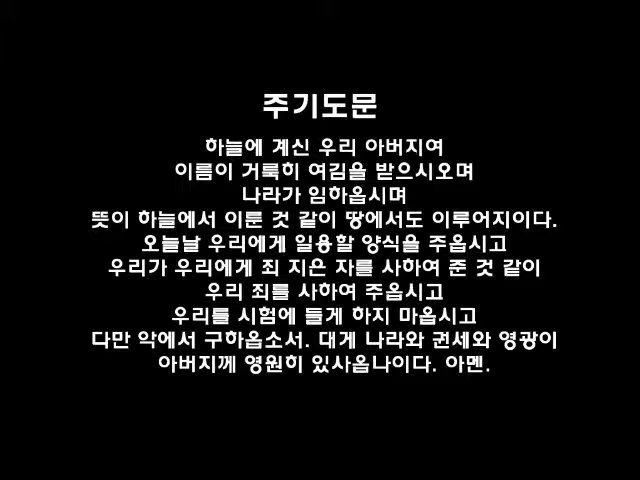 주기도문
하늘에 계신 우리 아버지여
이름이 거룩히 여김을 받으시오며
나라가 임하옵시며
뜻이 하늘에서 이룬 것 같이 땅에서도 이루어지이다.
오늘날 우리에게 일용할 양식을 주옵시고
우리가 우리에게 죄 지은 자를 사하여 준 것 같이
우리 죄를 사하여 주옵시고
우리를 시험에 들게 하지 마옵시고
다만 악에서 구하옵소서. 대게 나라와 권세와 영광이
아버지께 영원히 있사옵나이다. 아멘.